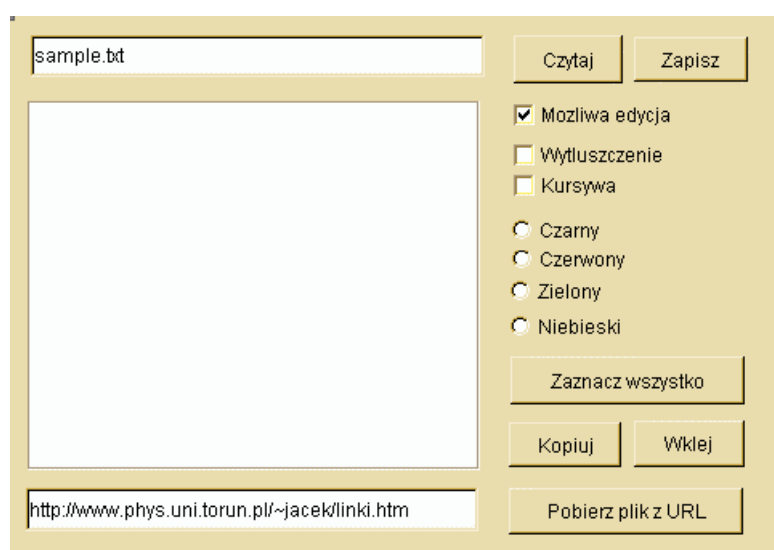 sample.txt
Czytaj
Zapisz
Mozliwa edycja
Wytluszczenie
Kursywa
Czarny
Czerwony
Zielony
Niebieski
Zaznacz wszystko
Kopiuj
Wklej
http://www.phys.uni.torun.pl/~jacek/linki.htm
Pobierz plik z URL